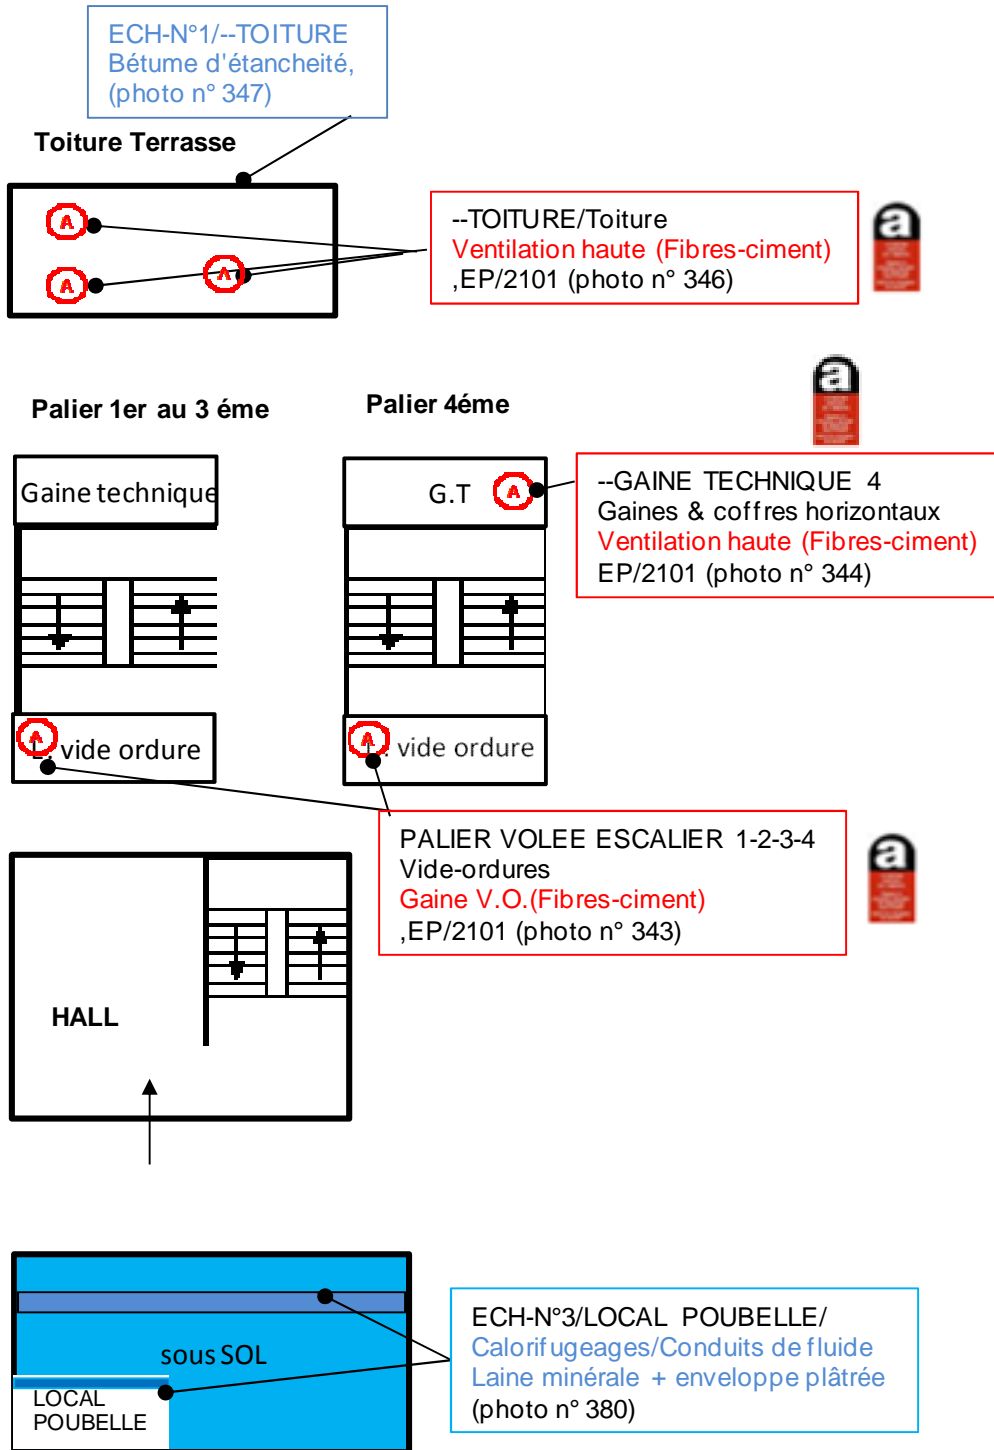 ECH-N°1/--TOITURE
Bétume d'étancheité,
(photo n° 347)
Toiture Terrasse
A
A
A
--TOITURE/Toiture
Ventilation haute (Fibres-ciment)
,EP/2101 (photo n° 346)
a
a
Palier 1er au 3 éme
Palier 4éme
Gaine technique
G.T
A
--GAINE TECHNIQUE 4
Gaines & coffres horizontaux
Ventilation haute (Fibres-ciment)
EP/2101 (photo n° 344)
A
L. vide ordure
A
. vide ordure
PALIER VOLEE ESCALIER 1-2-3-4
Vide-ordures
Gaine V.O.(Fibres-ciment)
,EP/2101 (photo n° 343)
a
HALL
sous SOL
LOCAL
POUBELLE
ECH-N°3/LOCAL POUBELLE/
Calorifugeages/Conduits de fluide
Laine minérale + enveloppe plâtrée
(photo n° 380)